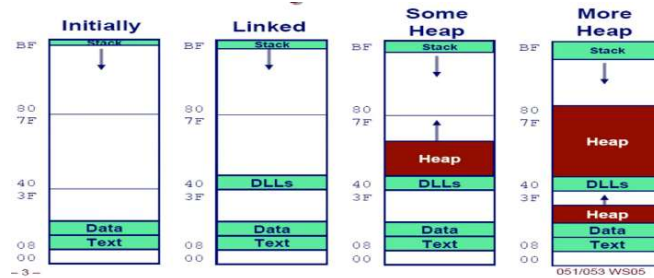 Initially
Linked
Some Heap
More Heap
BF
Stack
80
7F
40
3F
Data
Text
08
00
BF
Stack
80
7F
40
3F
DLLs
Data
Text
08
00
BF
Stack
80
7F
Heap
40
3F
DLLs
Data
Text
08
00
BF
Stack
80
7F
Heap
40
3F
DLLs
Heap
Data
Text
08
00
– 3 –
051/053 WS05